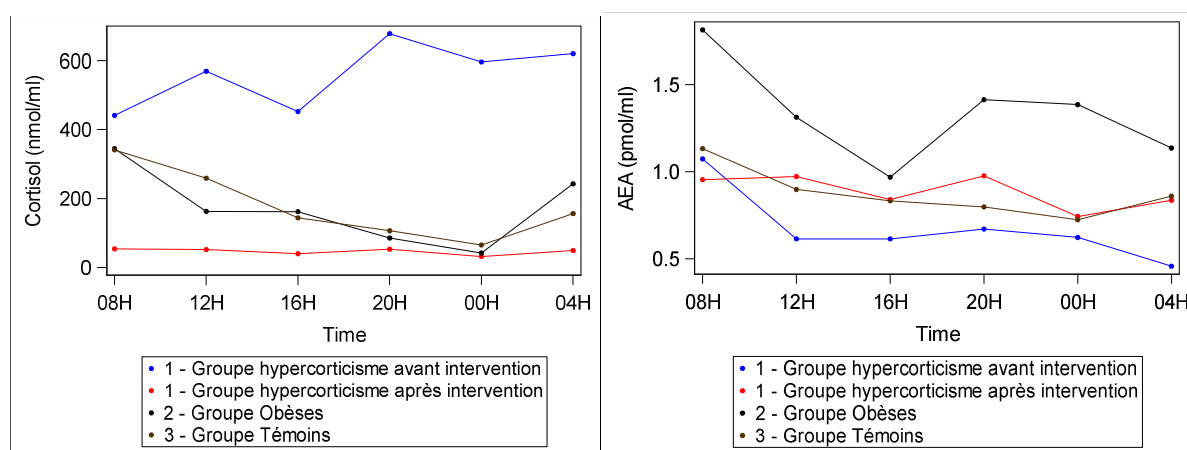 Cortisol (nmol/ml)
600
400
200
0
08H 12H 16H 20H 00H 04H
Time
1 - Groupe hypercorticisme avant intervention
1 - Groupe hypercorticisme après intervention
2 - Groupe Obèses
3 - Groupe Témoins
AEA (pmol/ml)
1.5
1.0
0.5
08H 12H 16H 20H 00H 04H
Time
1 - Groupe hypercorticisme avant intervention
1 - Groupe hypercorticisme après intervention
2 - Groupe Obèses
3 - Groupe Témoins